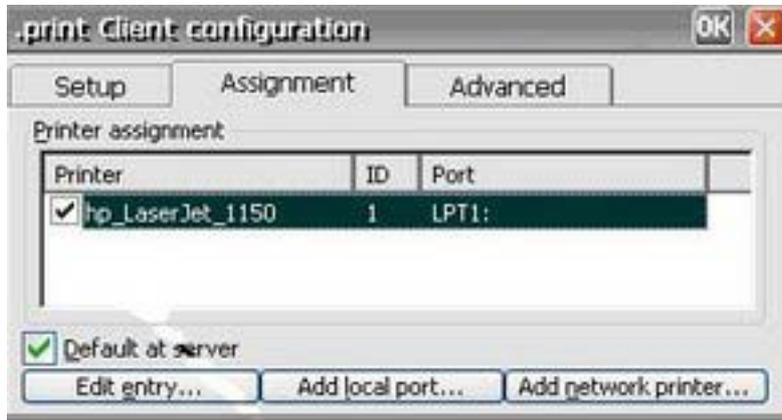 .print Client configuration OK
Setup Assignment Advanced
Printer assignment
Printer ID Port
hp_LaserJet_1150 1 LPT1:
Default at server
Edit entry... Add local port... Add network printer...